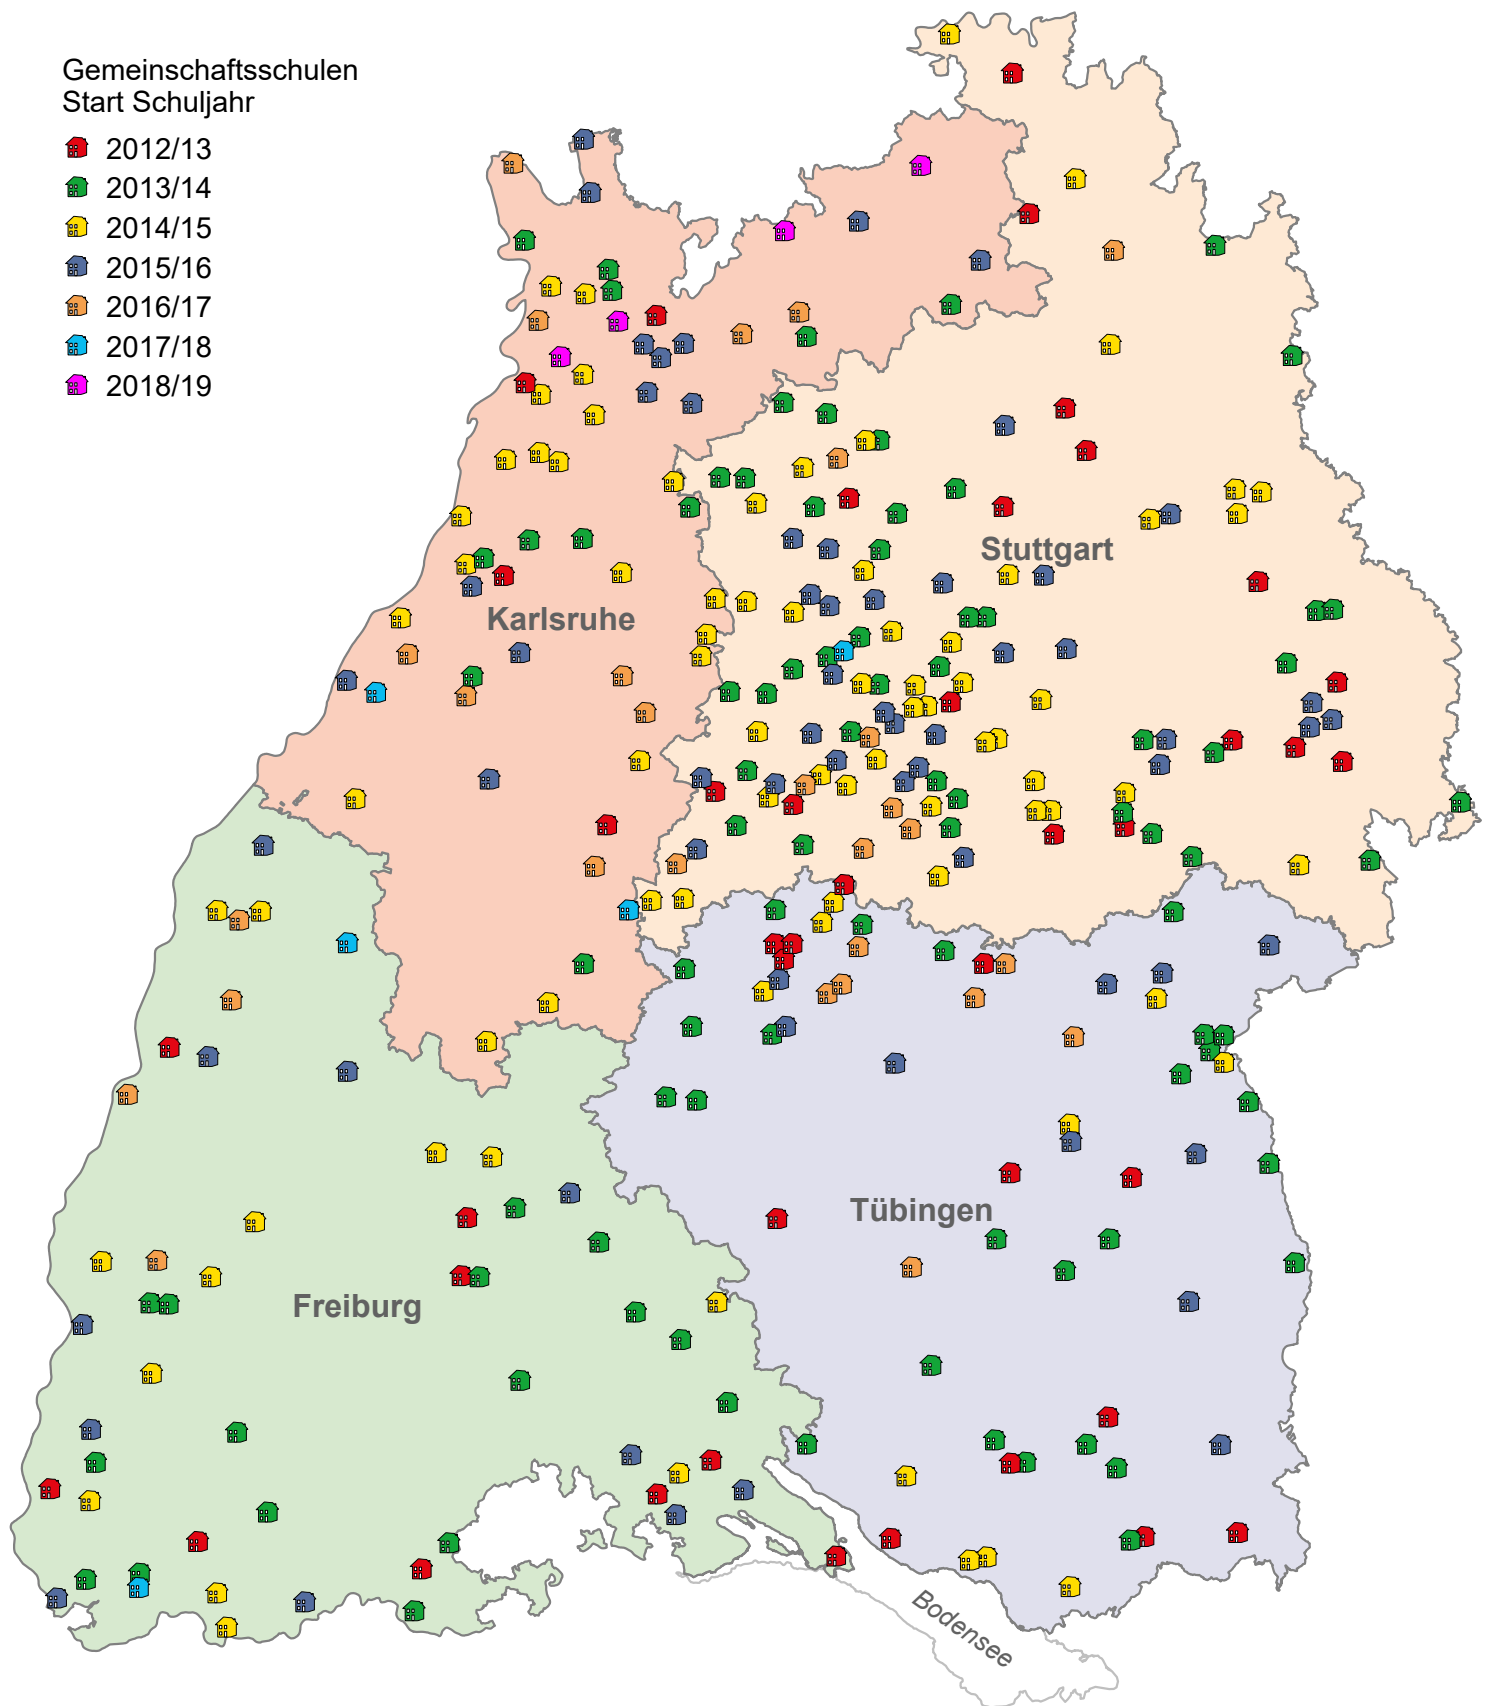 Gemeinschaftsschulen
Start Schuljahr
2012/13
2013/14
2014/15
2015/16
2016/17
2017/18
2018/19
Stuttgart
Karlsruhe
Tübingen
Freiburg
Bodensee